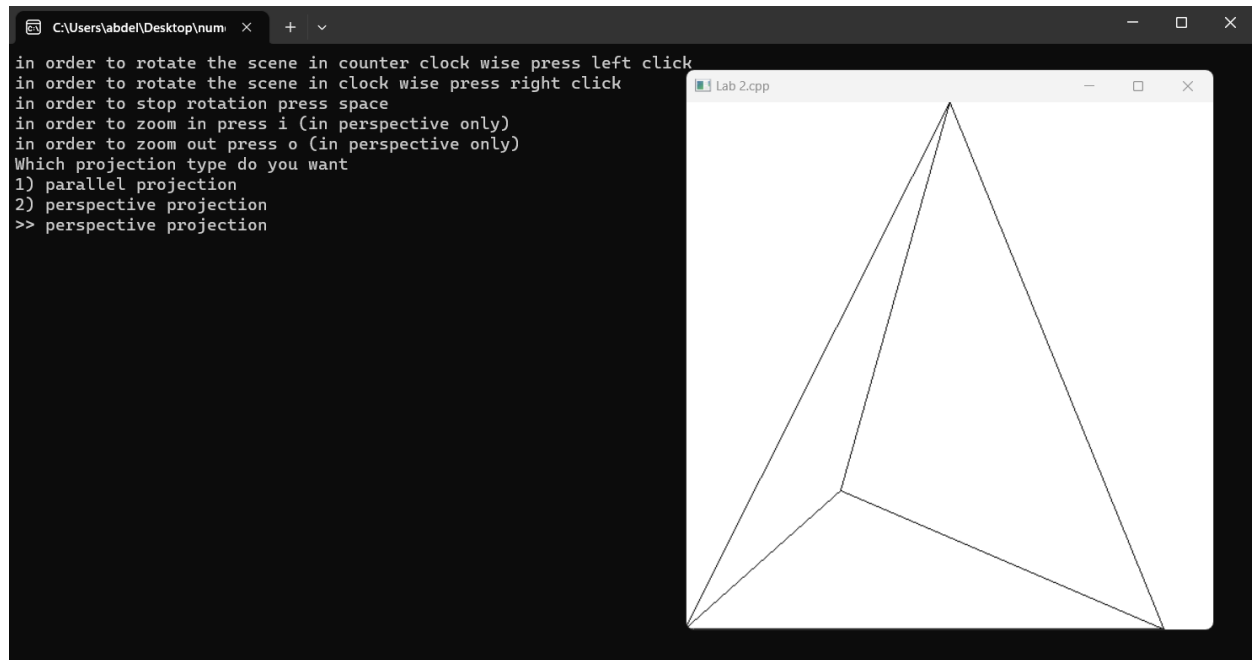 C:\Users\abdel\Desktop\num
in order to rotate the scene in counter clock wise press left click
in order to rotate the scene in clock wise press right click
in order to stop rotation press space
in order to zoom in press i (in perspective only)
in order to zoom out press o (in perspective only)
Which projection type do you want
1) parallel projection
2) perspective projection
>> perspective projection
Lab 2.cpp